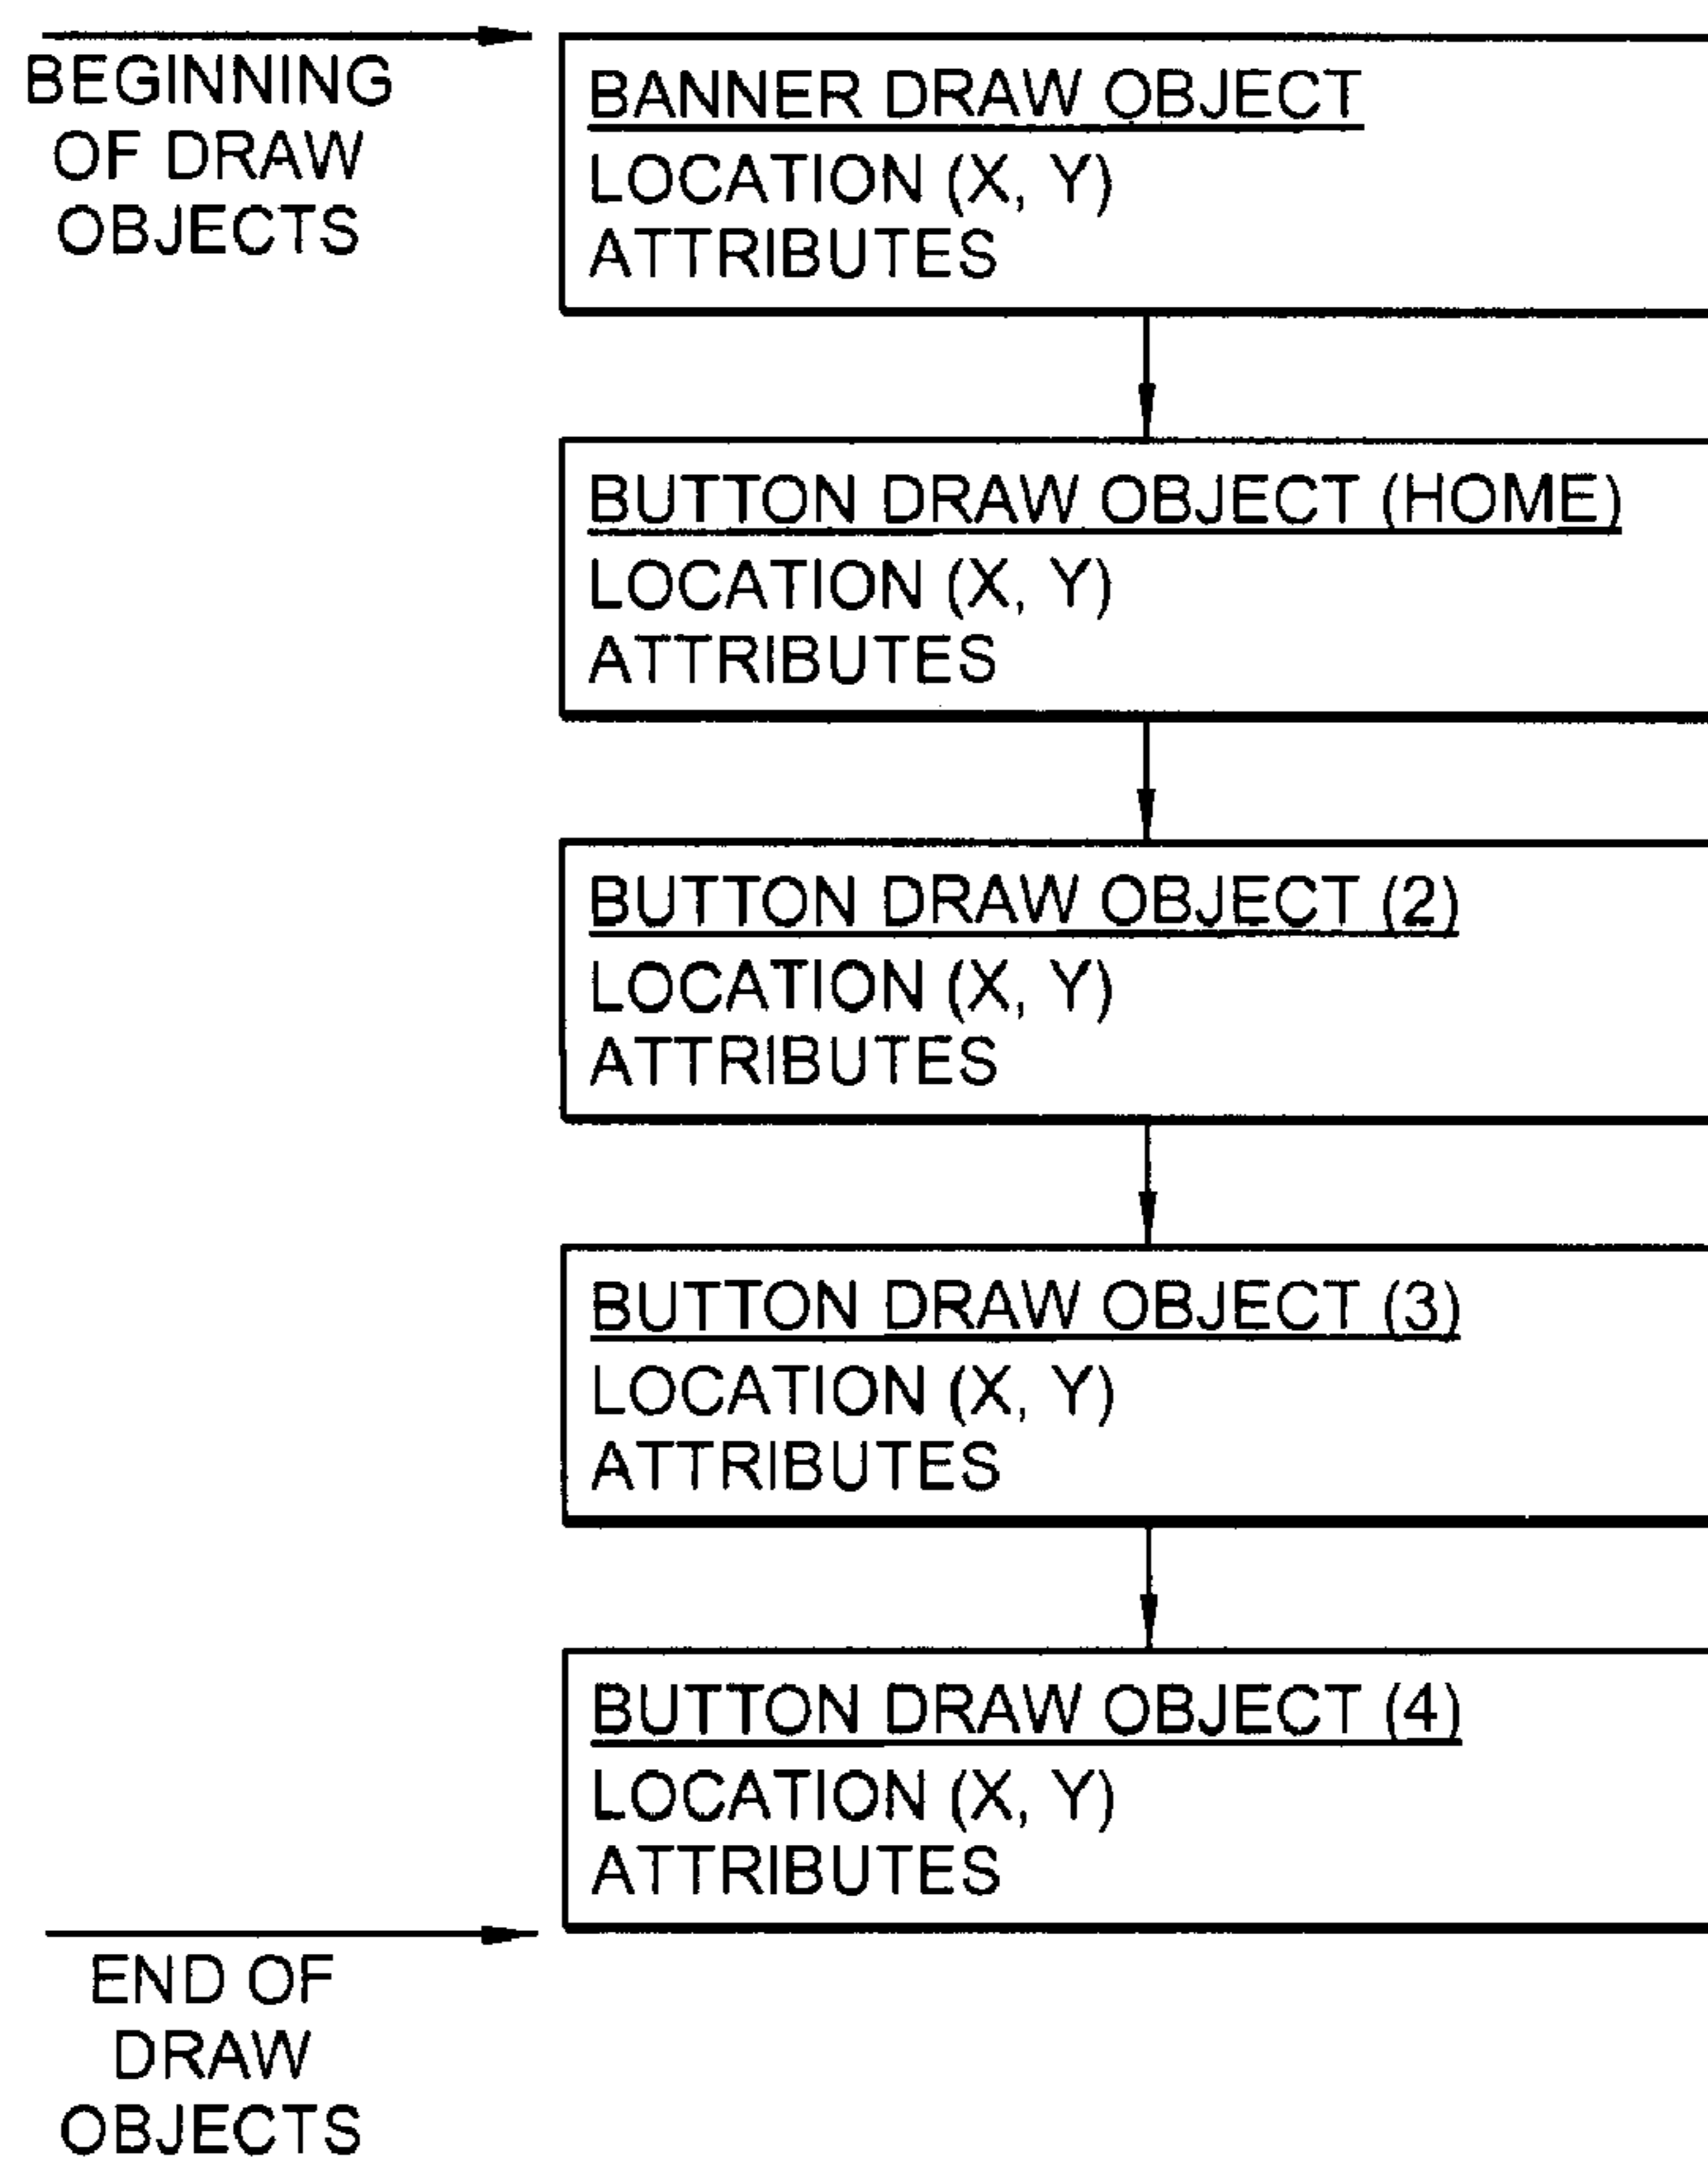 BEGINNING
OF DRAW
OBJECTS
BANNER DRAW OBJECT
LOCATION (X, Y)
ATTRIBUTES
BUTTON DRAW OBJECT (HOME)
LOCATION (X, Y)
ATTRIBUTES
BUTTON DRAW OBJECT (2)
LOCATION (X, Y)
ATTRIBUTES
BUTTON DRAW OBJECT (3)
LOCATION (X, Y)
ATTRIBUTES
BUTTON DRAW OBJECT (4)
LOCATION (X, Y)
ATTRIBUTES
END OF
DRAW
OBJECTS